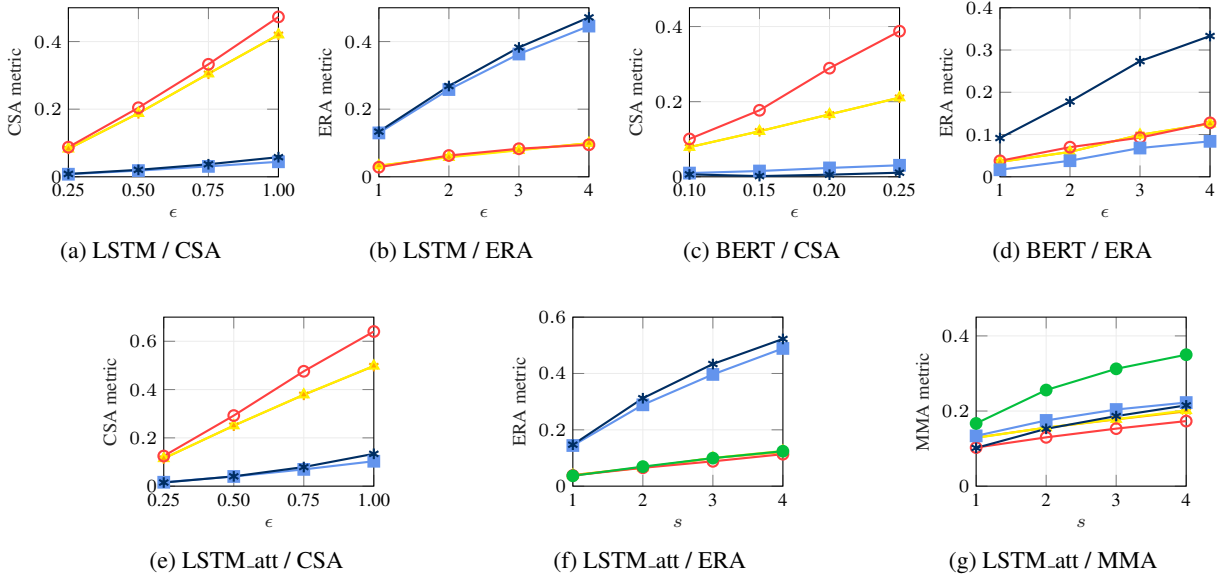 CSA metric
0.4
0.2
0
0.25
0.50
0.75
1.00
ϵ
(a) LSTM / CSA
ERA metric
0.4
0.2
0
1
2
3
4
ϵ
(b) LSTM / ERA
CSA metric
0.4
0.2
0
0.10
0.15
0.20
0.25
ϵ
(c) BERT / CSA
ERA metric
0.4
0.3
0.2
0.1
0
1
2
3
4
ϵ
(d) BERT / ERA
CSA metric
0.6
0.4
0.2
0
0.25
0.50
0.75
1.00
ϵ
(e) LSTM_att / CSA
ERA metric
0.6
0.4
0.2
0
1
2
3
4
s
(f) LSTM_att / ERA
MMA metric
0.4
0.2
0
1
2
3
4
s
(g) LSTM_att / MMA